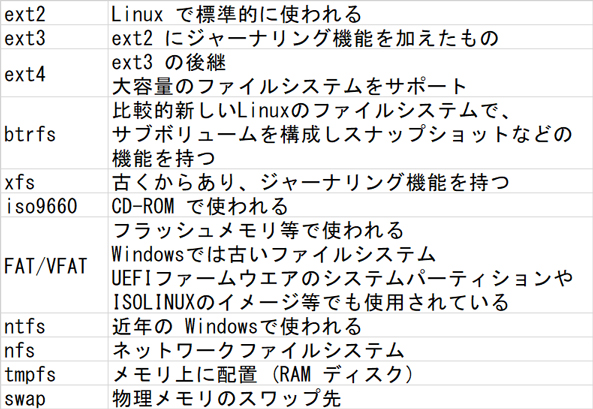 ext2 Linux で標準的に使われる
ext3 ext2 にジャーナリング機能を加えたもの
ext4 ext3 の後継
大容量のファイルシステムをサポート
btrfs 比較的新しいLinuxのファイルシステムで、
サブボリュームを構成しスナップショットなどの
機能を持つ
xfs 古くからあり、ジャーナリング機能を持つ
iso9660 CD-ROM で使われる
FAT/VFAT フラッシュメモリ等で使われる
Windowsでは古いファイルシステム
UEFIファームウエアのシステムパーティションや
ISOLINUXのイメージ等でも使用されている
ntfs 近年の Windowsで使われる
nfs ネットワークファイルシステム
tmpfs メモリ上に配置 (RAM ディスク)
swap 物理メモリのスワップ先